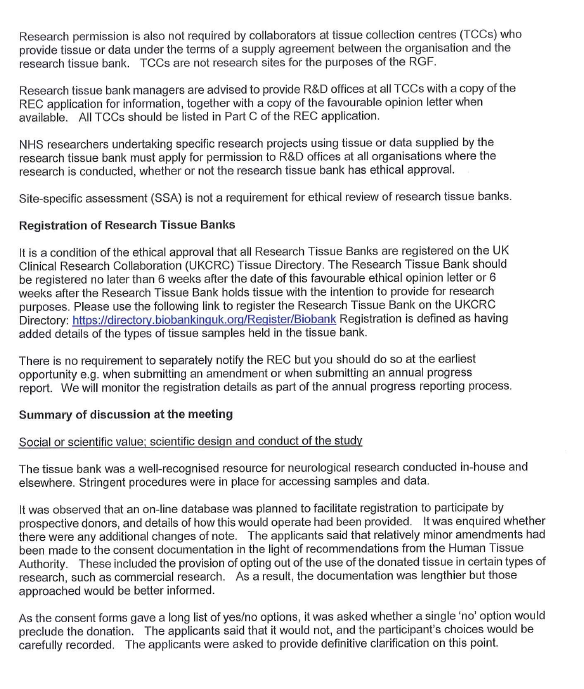 Research permission is also not required by collaborators at tissue collection centres (TCCs) who
provide tissue or data under the terms of a supply agreement between the organisation and the
research tissue bank. TCCs are not research sites for the purposes of the RGF.
Research tissue bank managers are advised to provide R&D offices at all TCCs with a copy of the
REC application for information, together with a copy of the favourable opinion letter when
available. All TCCs should be listed in Part C of the REC application.
NHS researchers undertaking specific research projects using tissue or data supplied by the
research tissue bank must apply for permission to R&D offices at all organisations where the
research is conducted, whether or not the research tissue bank has ethical approval.
Site-specific assessment (SSA) is not a requirement for ethical review of research tissue banks.
Registration of Research Tissue Banks
It is a condition of the ethical approval that all Research Tissue Banks are registered on the UK
Clinical Research Collaboration (UKCRC) Tissue Directory. The Research Tissue Bank should
be registered no later than 6 weeks after the date of this favourable ethical opinion letter or 6
weeks after the Research Tissue Bank holds tissue with the intention to provide for research
purposes. Please use the following link to register the Research Tissue Bank on the UKCRC
Directory: https://directory.biobankinguk.org/Register/Biobank Registration is defined as having
added details of the types of tissue samples held in the tissue bank.
There is no requirement to separately notify the REC but you should do so at the earliest
opportunity e.g. when submitting an amendment or when submitting an annual progress
report. We will monitor the registration details as part of the annual progress reporting process.
Summary of discussion at the meeting
Social or scientific value; scientific design and conduct of the study
The tissue bank was a well-recognised resource for neurological research conducted in-house and
elsewhere. Stringent procedures were in place for accessing samples and data.
It was observed that an on-line database was planned to facilitate registration to participate by
prospective donors, and details of how this would operate had been provided. It was enquired whether
there were any additional changes of note. The applicants said that relatively minor amendments had
been made to the consent documentation in the light of recommendations from the Human Tissue
Authority. These included the provision of opting out of the use of the donated tissue in certain types of
research, such as commercial research. As a result, the documentation was lengthier but those
approached would be better informed.
As the consent forms gave a long list of yes/no options, it was asked whether a single 'no' option would
preclude the donation. The applicants said that it would not, and the participant's choices would be
carefully recorded. The applicants were asked to provide definitive clarification on this point.